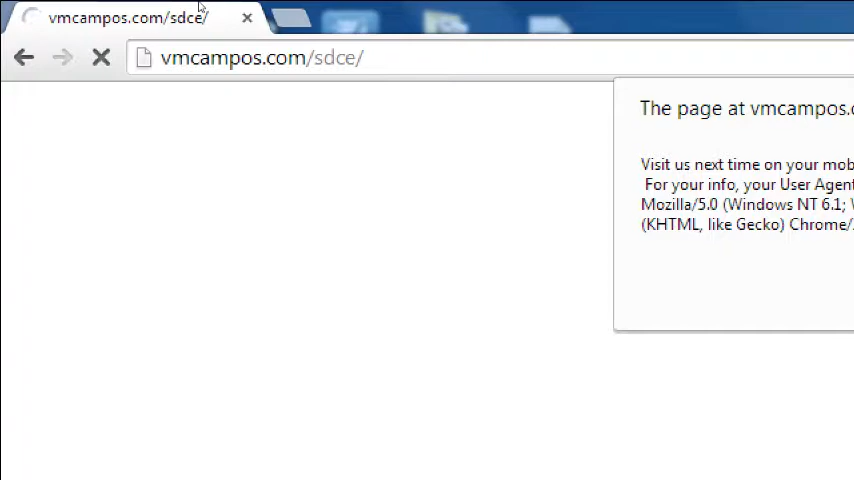 vmcampos.com/sdce/
vmcampos.com/sdce/
The page at vmcampos.
Visit us next time on your mob
For your info, your User Agent
Mozilla/5.0 (Windows NT 6.1;
(KHTML, like Gecko) Chrome/